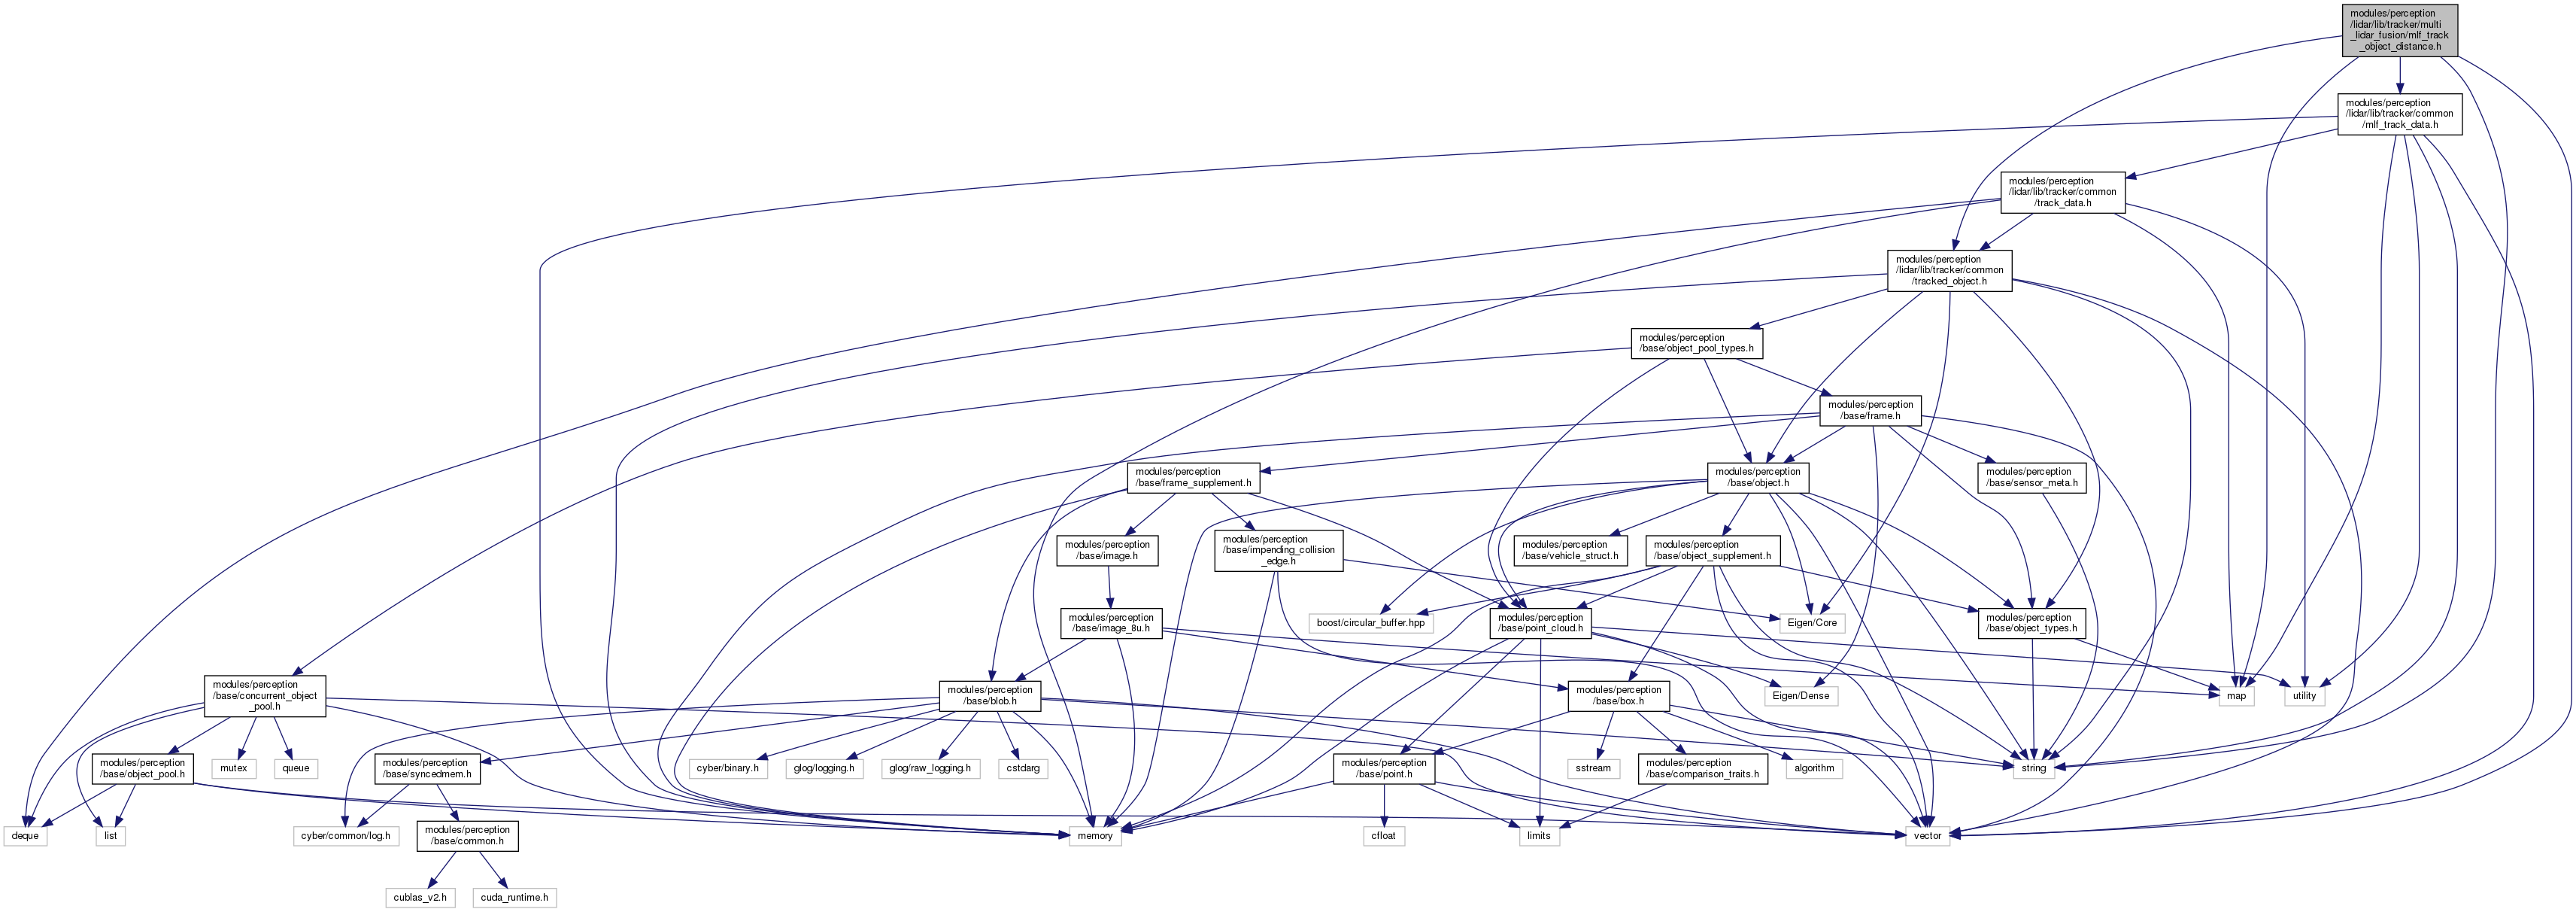 modules/perception
/lidar/lib/tracker/multi
_lidar_fusion/mlf_track
_object_distance.h
modules/perception
/lidar/lib/tracker/common
/mlf_track_data.h
modules/perception
/lidar/lib/tracker/common
/track_data.h
modules/perception
/lidar/lib/tracker/common
/tracked_object.h
modules/perception
/base/object_pool_types.h
modules/perception
/base/frame.h
modules/perception
/base/frame_supplement.h
modules/perception
/base/object.h
modules/perception
/base/sensor_meta.h
modules/perception
/base/image.h
modules/perception
/base/impending_collision
_edge.h
modules/perception
/base/vehicle_struct.h
modules/perception
/base/object_supplement.h
modules/perception
/base/image_8u.h
boost/circular_buffer.hpp
modules/perception
/base/point_cloud.h
Eigen/Core
modules/perception
/base/object_types.h
modules/perception
/base/concurrent_object
_pool.h
modules/perception
/base/blob.h
modules/perception
/base/box.h
Eigen/Dense
map
utility
modules/perception
/base/object_pool.h
mutex
queue
modules/perception
/base/syncedmem.h
cyber/binary.h
glog/logging.h
glog/raw_logging.h
cstdarg
modules/perception
/base/point.h
sstream
modules/perception
/base/comparison_traits.h
algorithm
string
deque
list
cyber/common/log.h
modules/perception
/base/common.h
memory
cfloat
limits
vector
cublas_v2.h
cuda_runtime.h